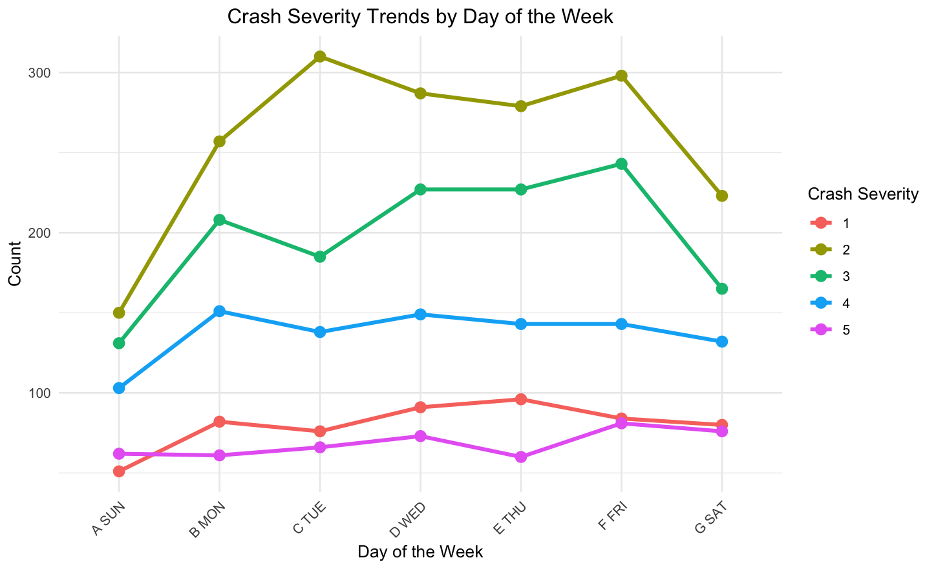 Crash Severity Trends by Day of the Week
300
200
100
Count
A SUN
B MON
C TUE
D WED
E THU
F FRI
G SAT
Day of the Week
Crash Severity
1
2
3
4
5